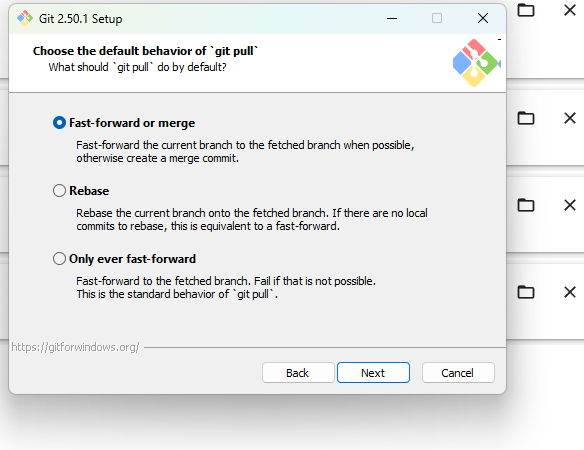 Git 2.50.1 Setup
Choose the default behavior of `git pull`
What should `git pull` do by default?
Fast-forward or merge
Fast-forward the current branch to the fetched branch when possible,
otherwise create a merge commit.
Rebase
Rebase the current branch onto the fetched branch. If there are no local
commits to rebase, this is equivalent to a fast-forward.
Only ever fast-forward
Fast-forward to the fetched branch. Fail if that is not possible.
This is the standard behavior of `git pull`.
https://gitforwindows.org/
Back
Next
Cancel